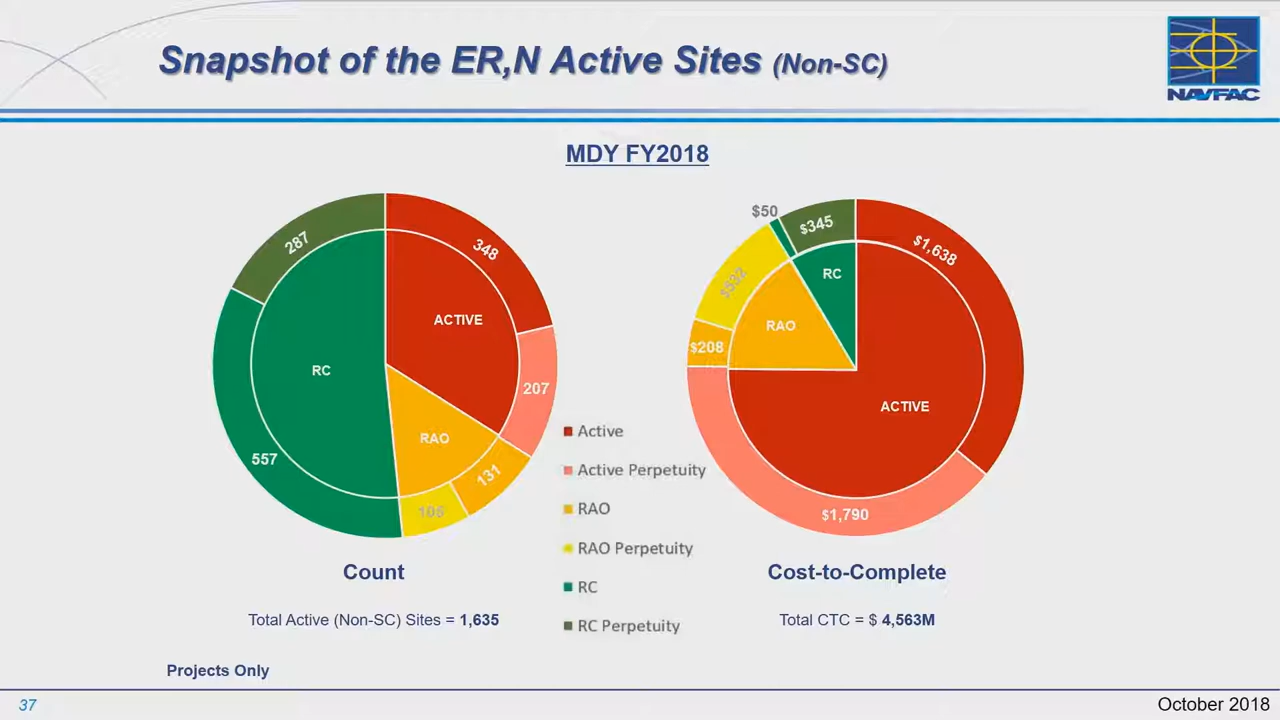 Snapshot of the ER,N Active Sites (Non-SC)
NAVFAC
MDY FY2018
287
348
ACTIVE
RC
207
RAO
557
131
105
Count
Total Active (Non-SC) Sites = 1,635
Active
Active Perpetuity
RAO
RAO Perpetuity
RC
RC Perpetuity
$50
$345
$1,638
RC
$532
RAO
$208
ACTIVE
$1,790
Cost-to-Complete
Total CTC = $ 4,563M
Projects Only
37
October 2018